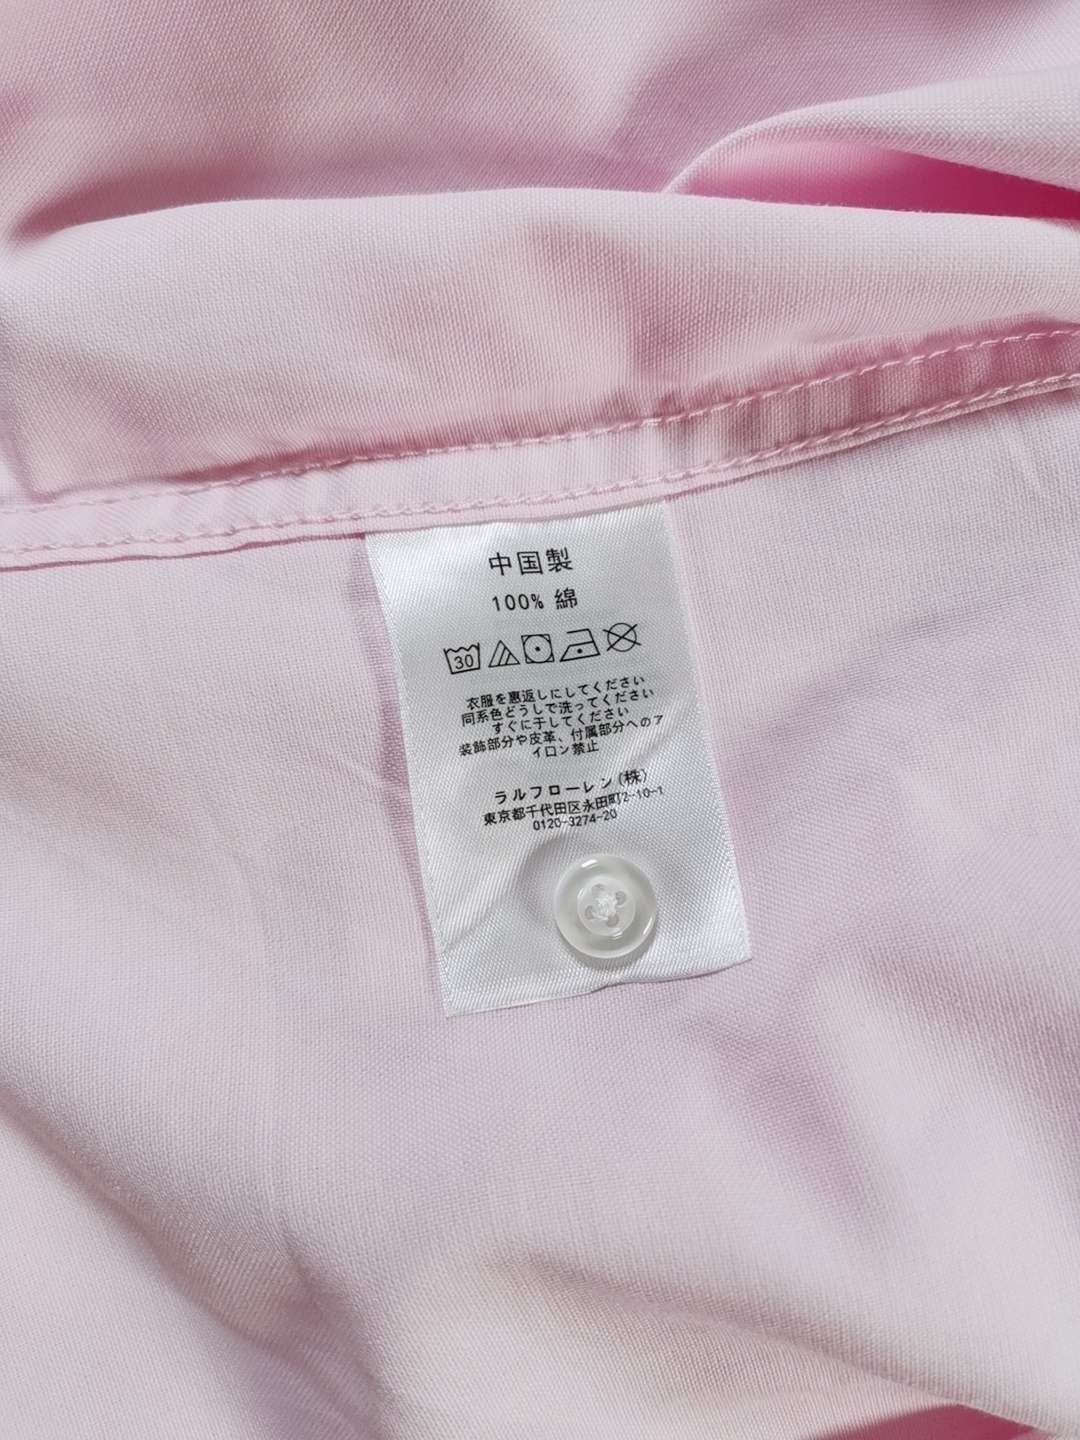 中国製
100% 綿
30
衣服を裏返しにしてください
同系色どうしで洗ってください
すぐに干してください
装飾部分や皮革、付属部分へのア
イロン禁止
ラルフローレン(株)
東京都千代田区永田町2-10-1
0120-3274-20